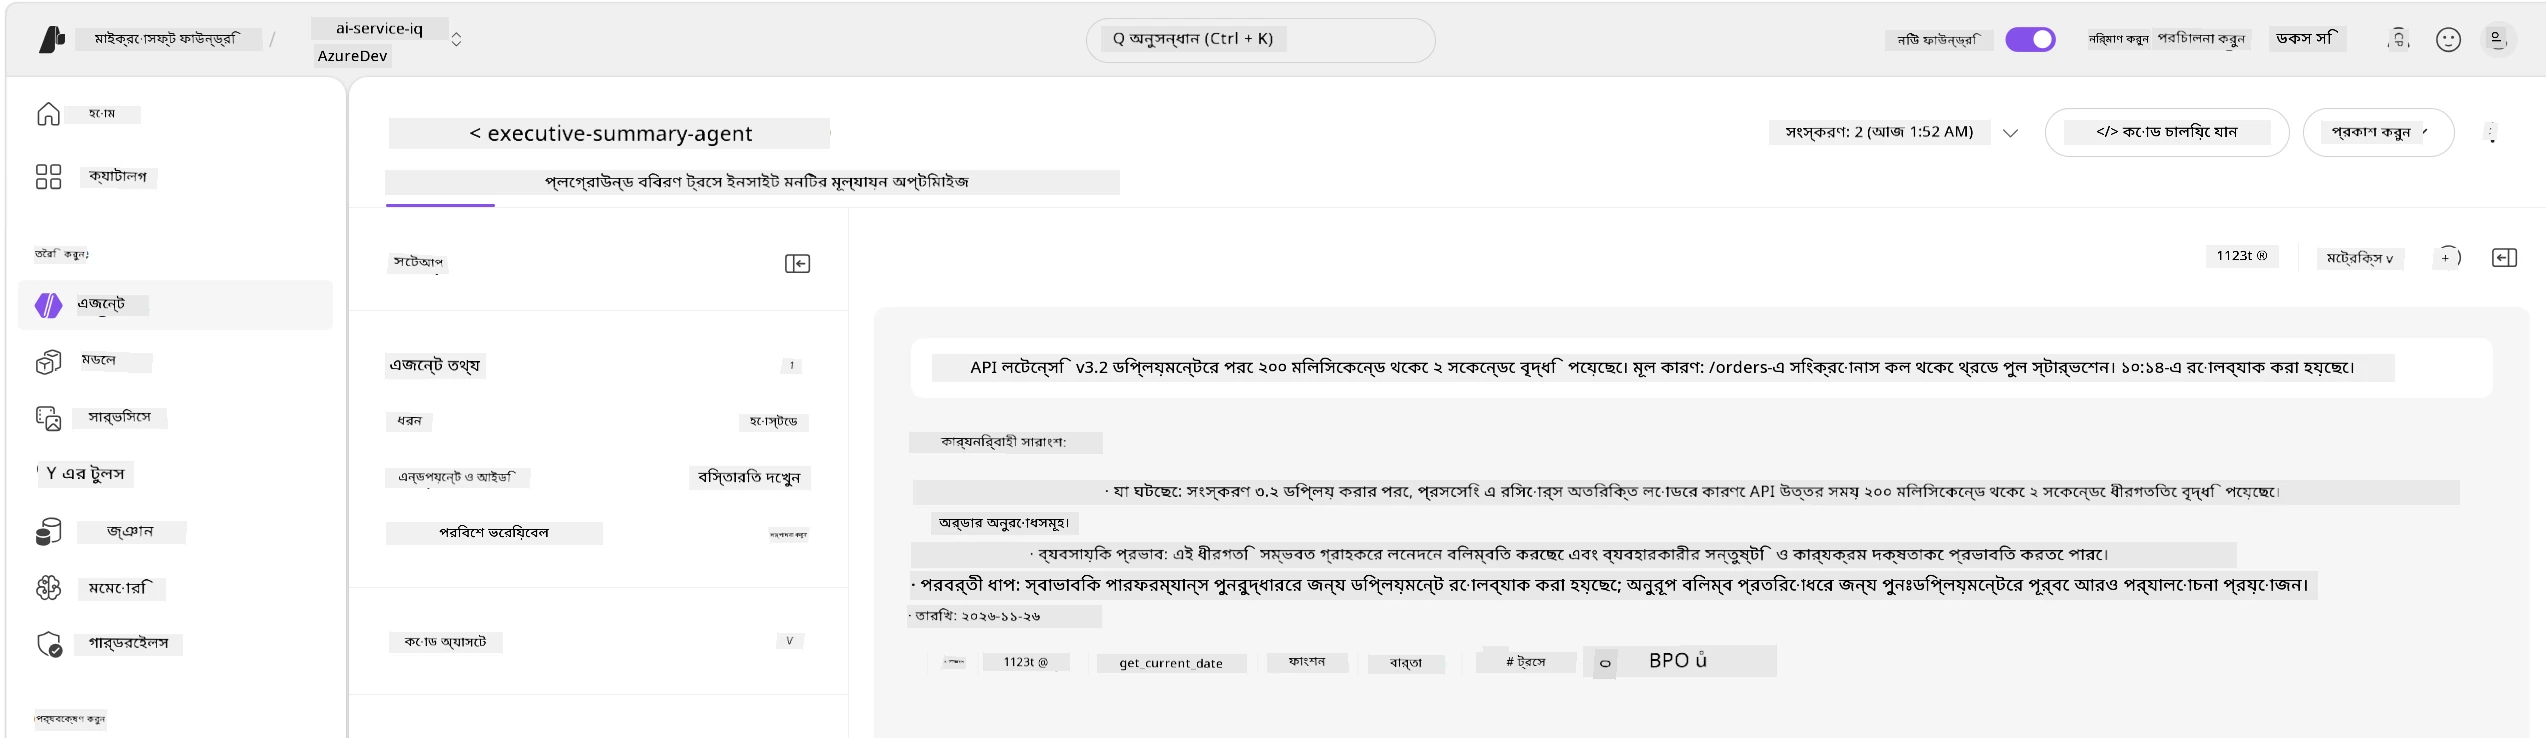 মাইক্রোসফ্ট ফাউন্ড্রি /
ai-service-iq
AzureDev
Q অনুসন্ধান (Ctrl + K)
নিউ ফাউন্ড্রি
নির্মাণ করুন
পরিচালনা করুন
ডকস সি
হোম
ক্যাটালগ
তৈরি করুন
এজেন্ট
মডেল
সার্ভিসেস
Y এর টুলস
জ্ঞান
মেমোরি
গার্ডরেইলস
পর্যবেক্ষণ করুন
< executive-summary-agent
সংস্করণ: 2 (আজ 1:52 AM)
</> কোড চালিয়ে যান
প্রকাশ করুন
প্লেগ্রাউন্ড বিবরণ ট্রেস ইনসাইট মনিটর মূল্যায়ন অপ্টিমাইজ
সেটআপ
এজেন্ট তথ্য
ধরন
হোস্টেড
এন্ডপয়েন্ট ও আইডি
বিস্তারিত দেখুন
পরিবেশ ভেরিয়েবেল
কোড অ্যাসেট
V
1123t ®
মেট্রিক্স v
+
API লেটেন্সি v3.2 ডিপ্লয়মেন্টের পরে ২০০ মিলিসেকেন্ড থেকে ২ সেকেন্ডে বৃদ্ধি পেয়েছে। মূল কারণ: /orders-এ সিংক্রোনাস কল থেকে থ্রেড পুল স্টার্ভেশন। ১০:১৪-এ রোলব্যাক করা হয়েছে।
কার্যনির্বাহী সারাংশ:
· যা ঘটেছে: সংস্করণ ৩.২ ডিপ্লয় করার পরে, প্রসেসিং এ রিসোর্স অতিরিক্ত লোডের কারণে API উত্তর সময় ২০০ মিলিসেকেন্ড থেকে ২ সেকেন্ডে ধীরগতিতে বৃদ্ধি পেয়েছে।
অর্ডার অনুরোধসমূহ।
· ব্যবসায়িক প্রভাব: এই ধীরগতি সম্ভবত গ্রাহকের লেনদেন বিলম্বিত করেছে এবং ব্যবহারকারীর সন্তুষ্টি ও কার্যক্রম দক্ষতাকে প্রভাবিত করতে পারে।
· পরবর্তী ধাপ: স্বাভাবিক পারফরম্যান্স পুনরুদ্ধারের জন্য ডিপ্লয়মেন্ট রোলব্যাক করা হয়েছে; অনুরূপ বিলম্ব প্রতিরোধের জন্য পুনঃডিপ্লয়মেন্টের পূর্বে আরও পর্যালোচনা প্রয়োজন।
· তারিখ: ২০২৬-১১-২৬
1123t @
get_current_date
ফাংশন
বার্তা
# ট্রেস
BPO ů